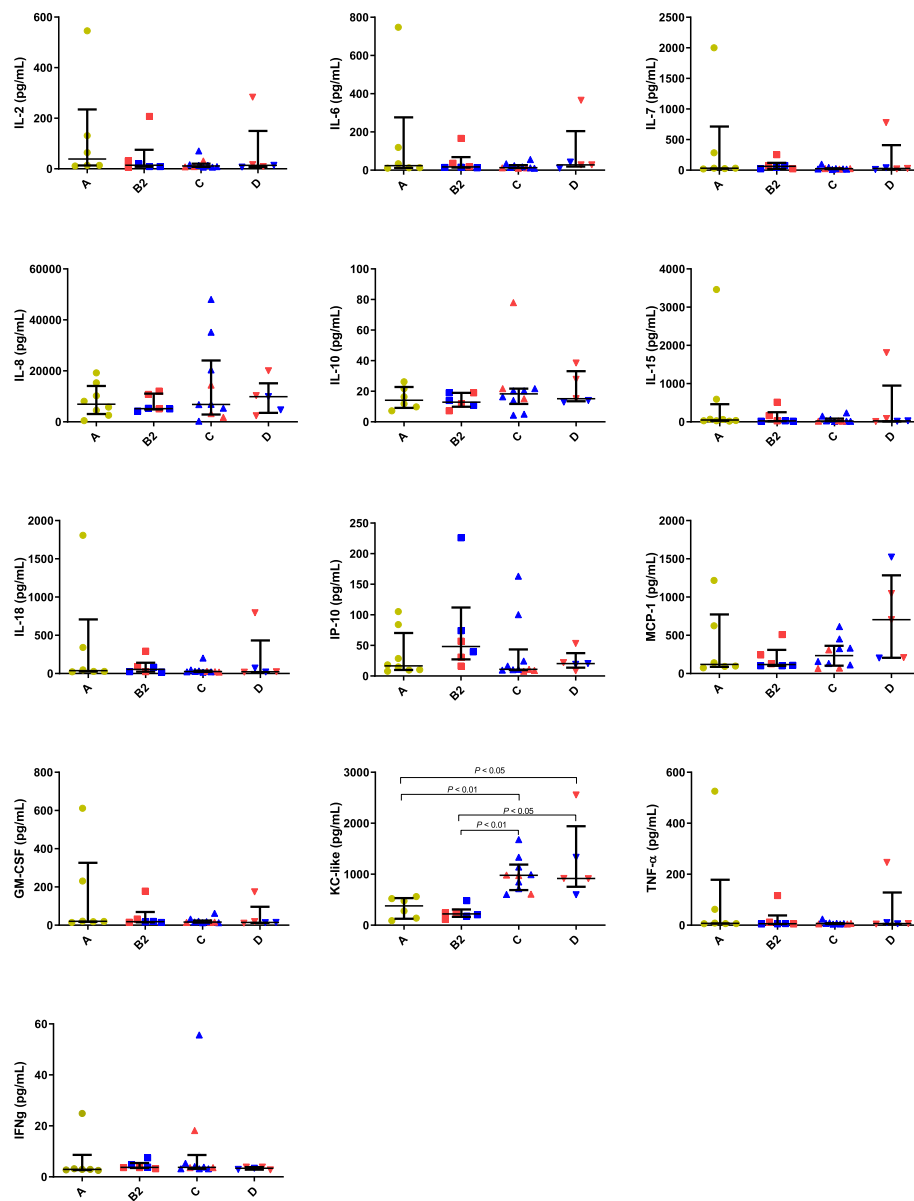 IL-2 (pg/mL)
600
400
200
0
A B2 C D
IL-6 (pg/mL)
800
600
400
200
0
A B2 C D
IL-7 (pg/mL)
2500
2000
1500
1000
500
0
A B2 C D
IL-8 (pg/mL)
60000
40000
20000
0
A B2 C D
IL-10 (pg/mL)
100
80
60
40
20
0
A B2 C D
IL-15 (pg/mL)
4000
3000
2000
1000
0
A B2 C D
IL-18 (pg/mL)
2000
1500
1000
500
0
A B2 C D
IP-10 (pg/mL)
250
200
150
100
50
0
A B2 C D
MCP-1 (pg/mL)
2000
1500
1000
500
0
A B2 C D
GM-CSF (pg/mL)
800
600
400
200
0
A B2 C D
KC-like (pg/mL)
3000
2000
1000
0
P < 0.05
P < 0.01
P < 0.05
P < 0.01
A B2 C D
TNF-α (pg/mL)
600
400
200
0
A B2 C D
IFNg (pg/mL)
60
40
20
0
A B2 C D